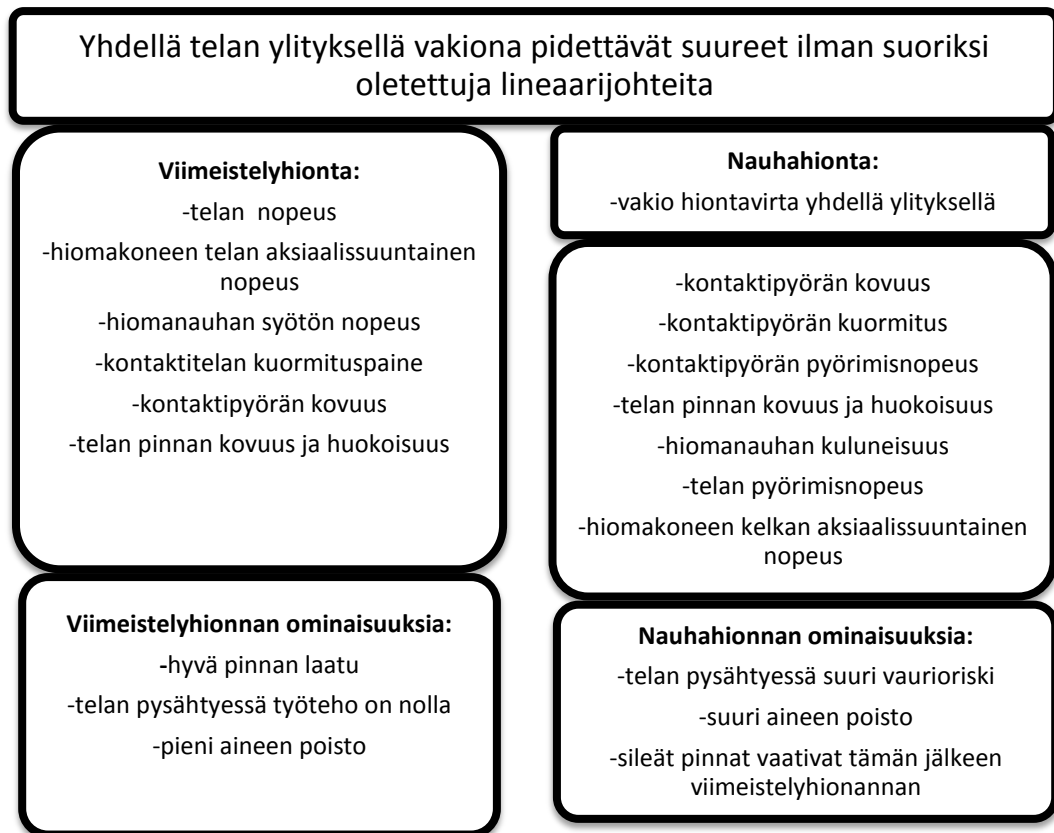 Yhdellä telan ylityksellä vakiona pidettävät suureet ilman suoriksi
oletettuja lineaarijohteita
Viimeistelyhionta:
-telan nopeus
-hiomakoneen telan aksiaalissuuntainen
nopeus
-hiomanauhan syötön nopeus
-kontaktitelan kuormituspaine
-kontaktipyörän kovuus
-telan pinnan kovuus ja huokoisuus
Viimeistelyhionnan ominaisuuksia:
-hyvä pinnan laatu
-telan pysähtyessä työteho on nolla
-pieni aineen poisto
Nauhahionta:
-vakio hiontavirta yhdellä ylityksellä
-kontaktipyörän kovuus
-kontaktipyörän kuormitus
-kontaktipyörän pyörimisnopeus
-telan pinnan kovuus ja huokoisuus
-hiomanauhan kuluneisuus
-telan pyörimisnopeus
-hiomakoneen kelkan aksiaalissuuntainen
nopeus
Nauhahionnan ominaisuuksia:
-telan pysähtyessä suuri vaurioriski
-suuri aineen poisto
-sileät pinnat vaativat tämän jälkeen
viimeistelyhionannan